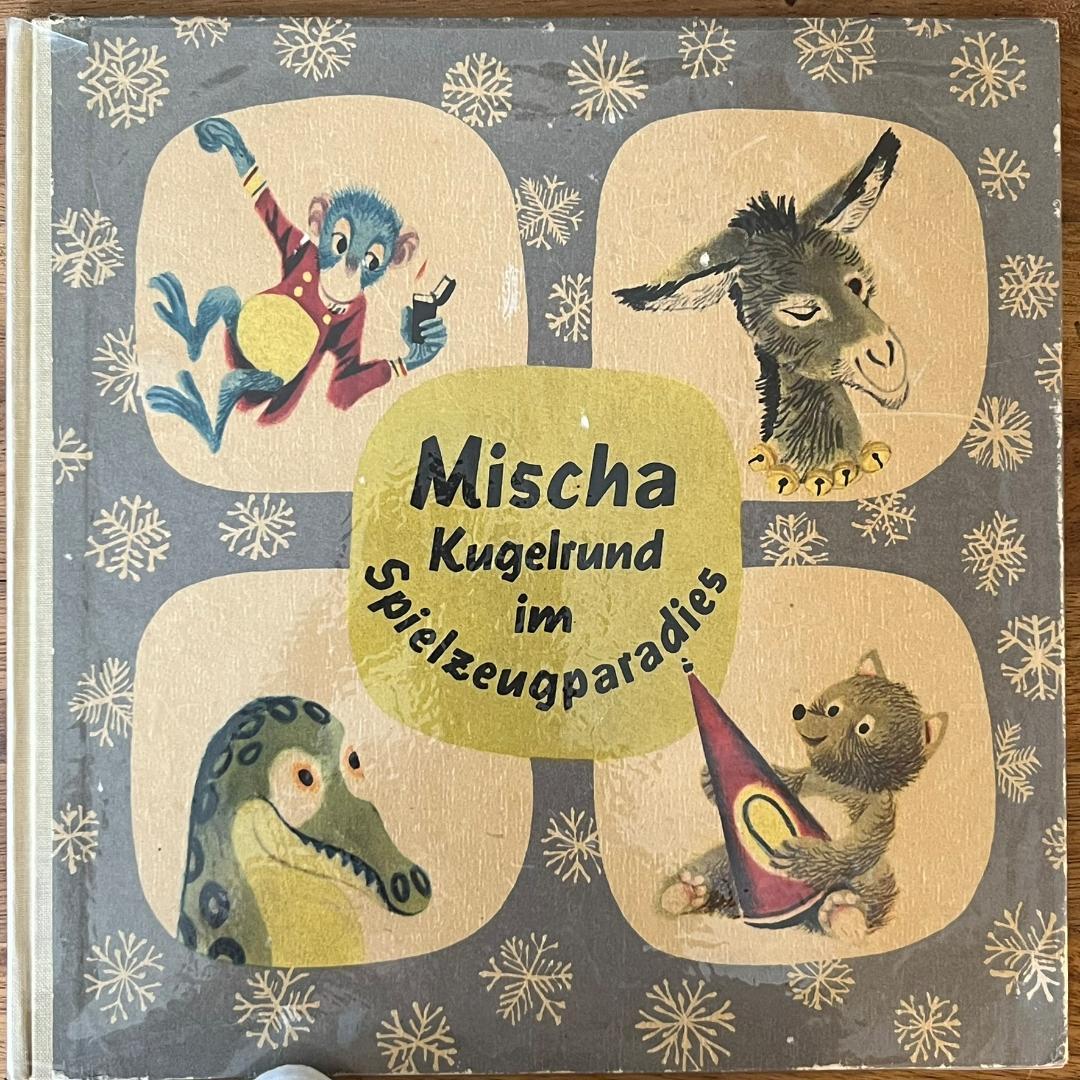 Mischa
Kugelrund
im
Spielzeugparadies